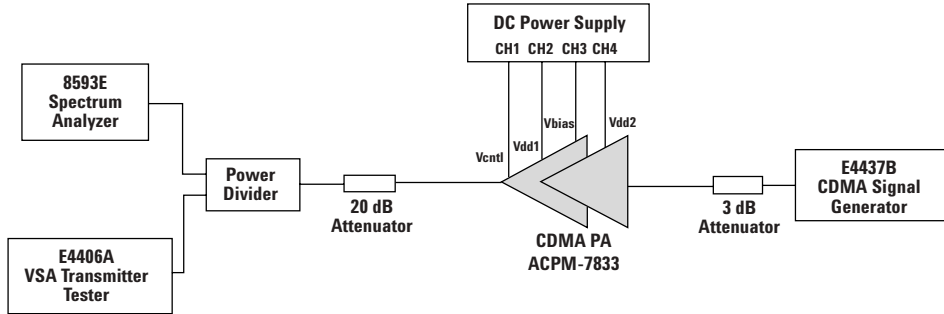 DC Power Supply
CH1 CH2 CH3 CH4
8593E
Spectrum
Analyzer
Vcntl
Vdd1
Vbias
Vdd2
Power
Divider
20 dB
Attenuator
CDMA PA
ACPM-7833
3 dB
Attenuator
E4437B
CDMA Signal
Generator
E4406A
VSA Transmitter
Tester